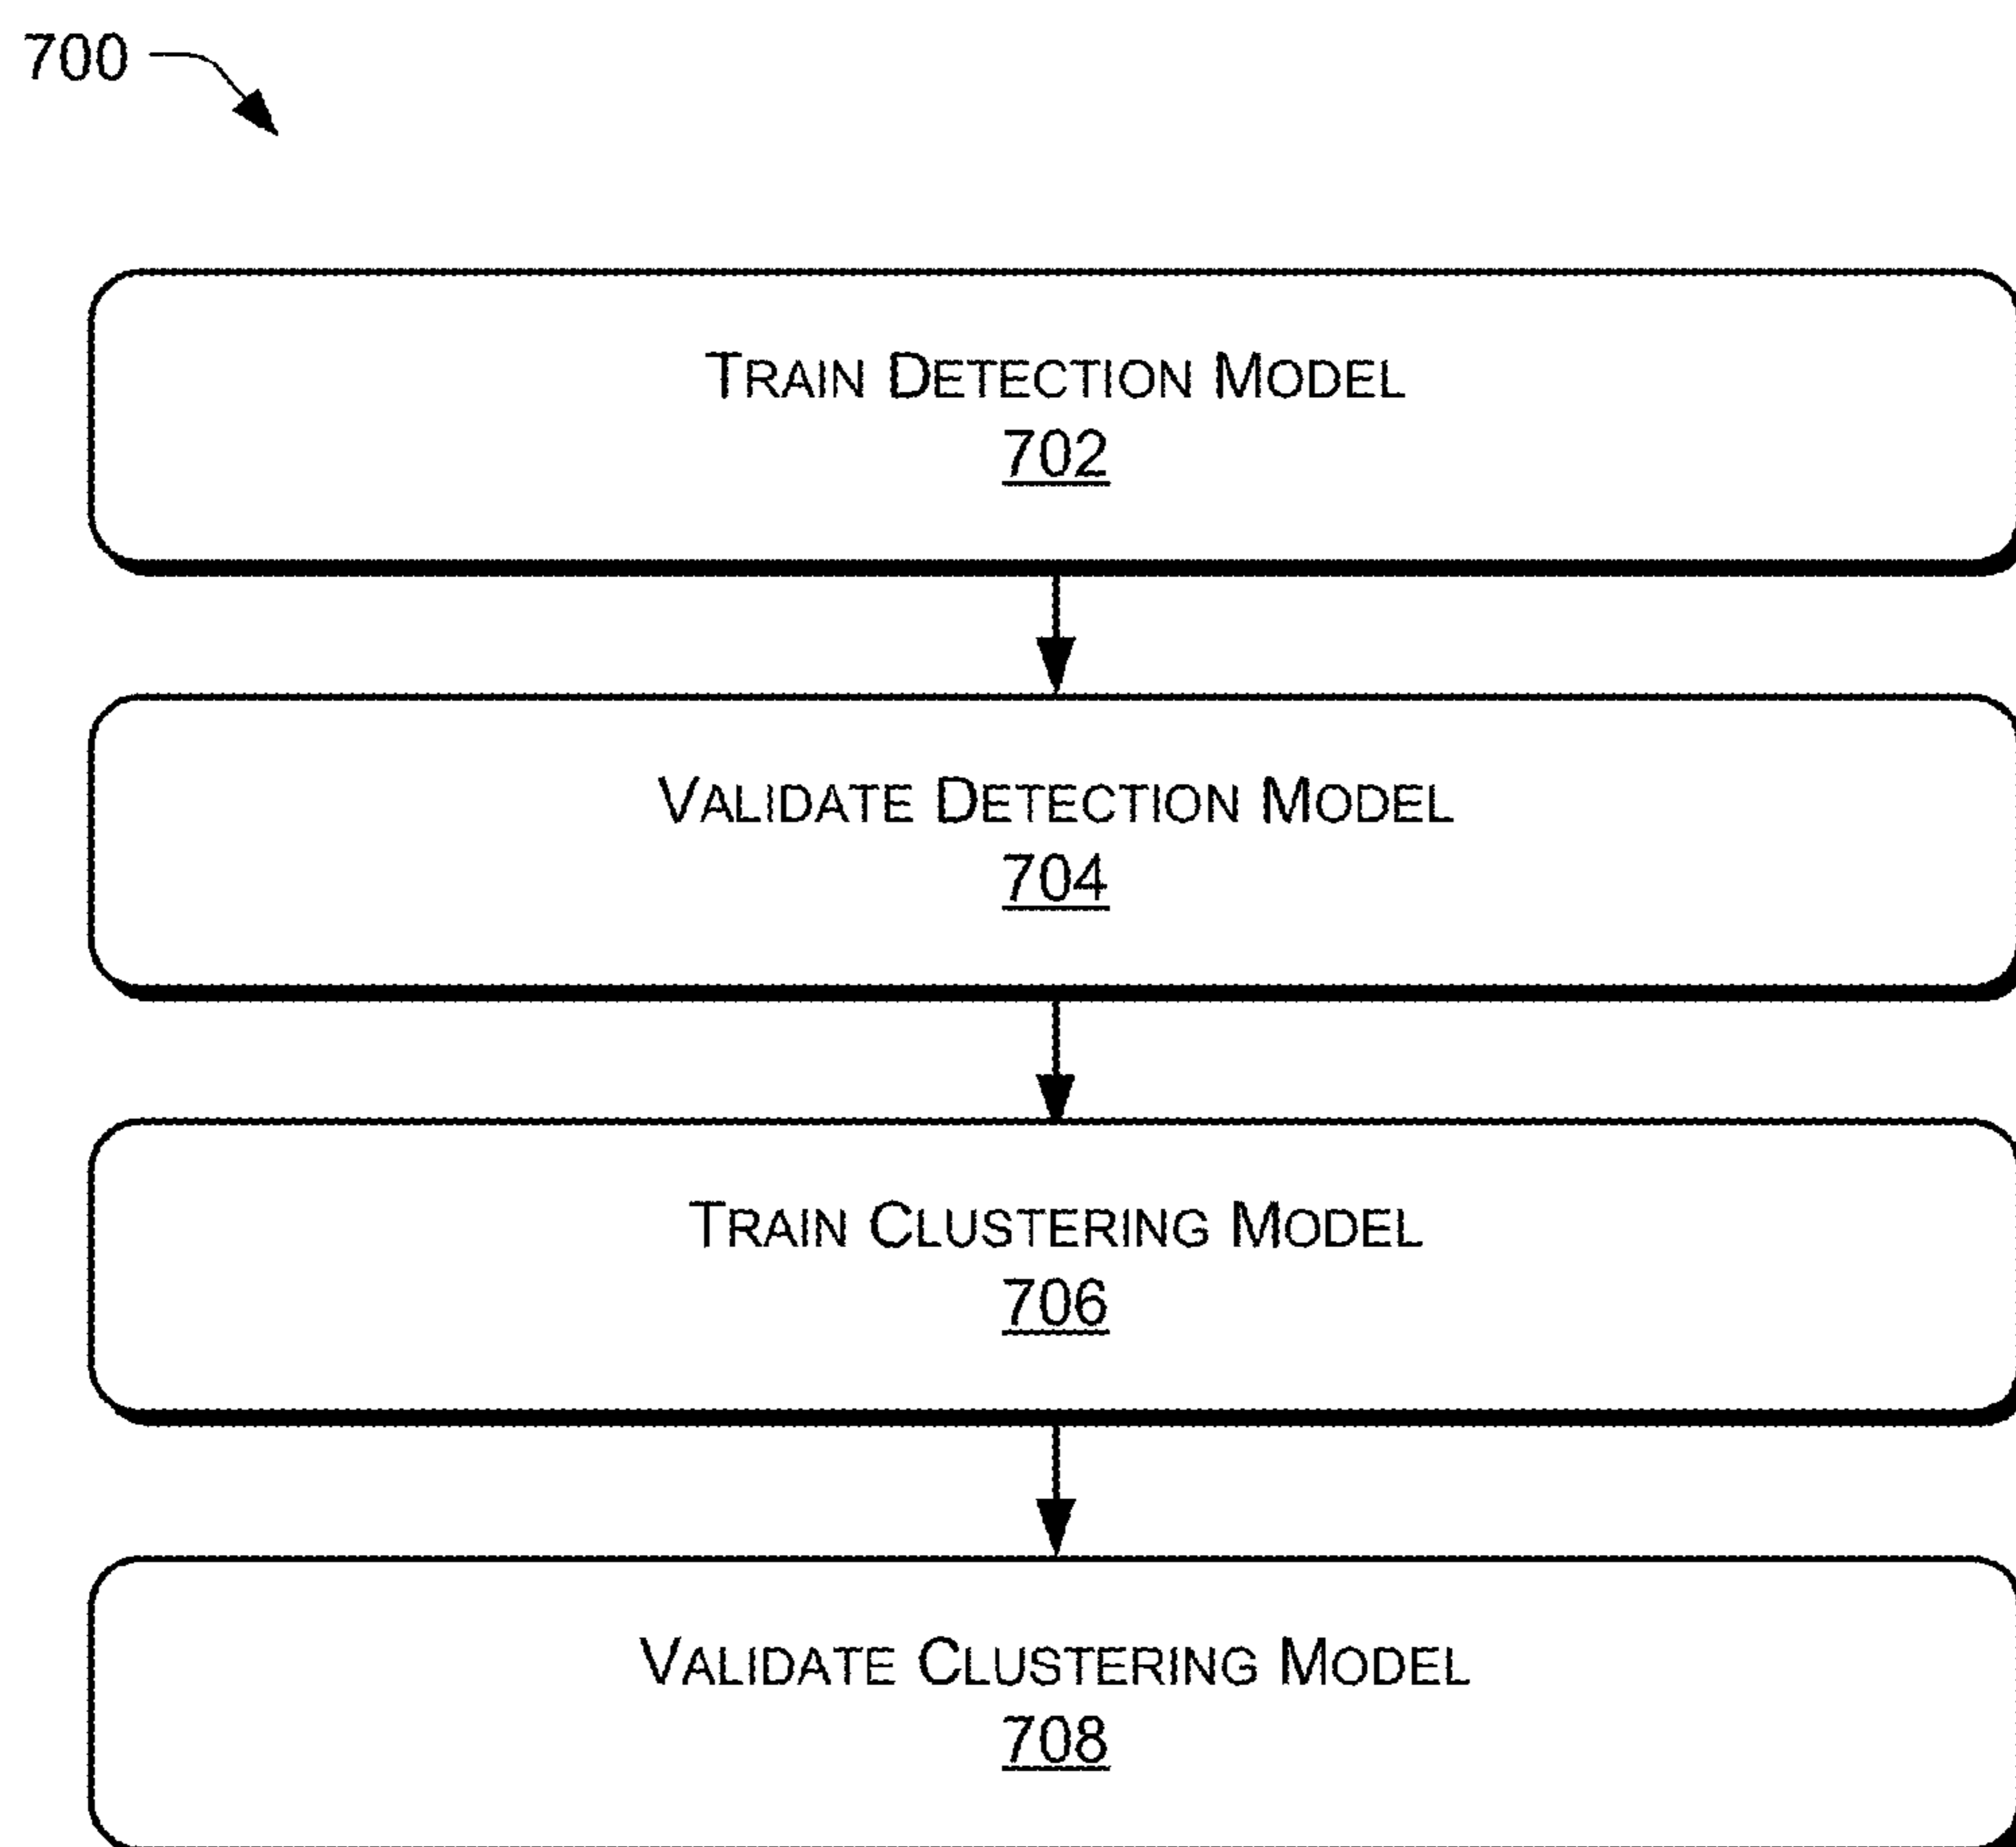 700
TRAIN DETECTION MODEL
702
VALIDATE DETECTION MODEL
704
TRAIN CLUSTERING MODEL
706
VALIDATE CLUSTERING MODEL
708